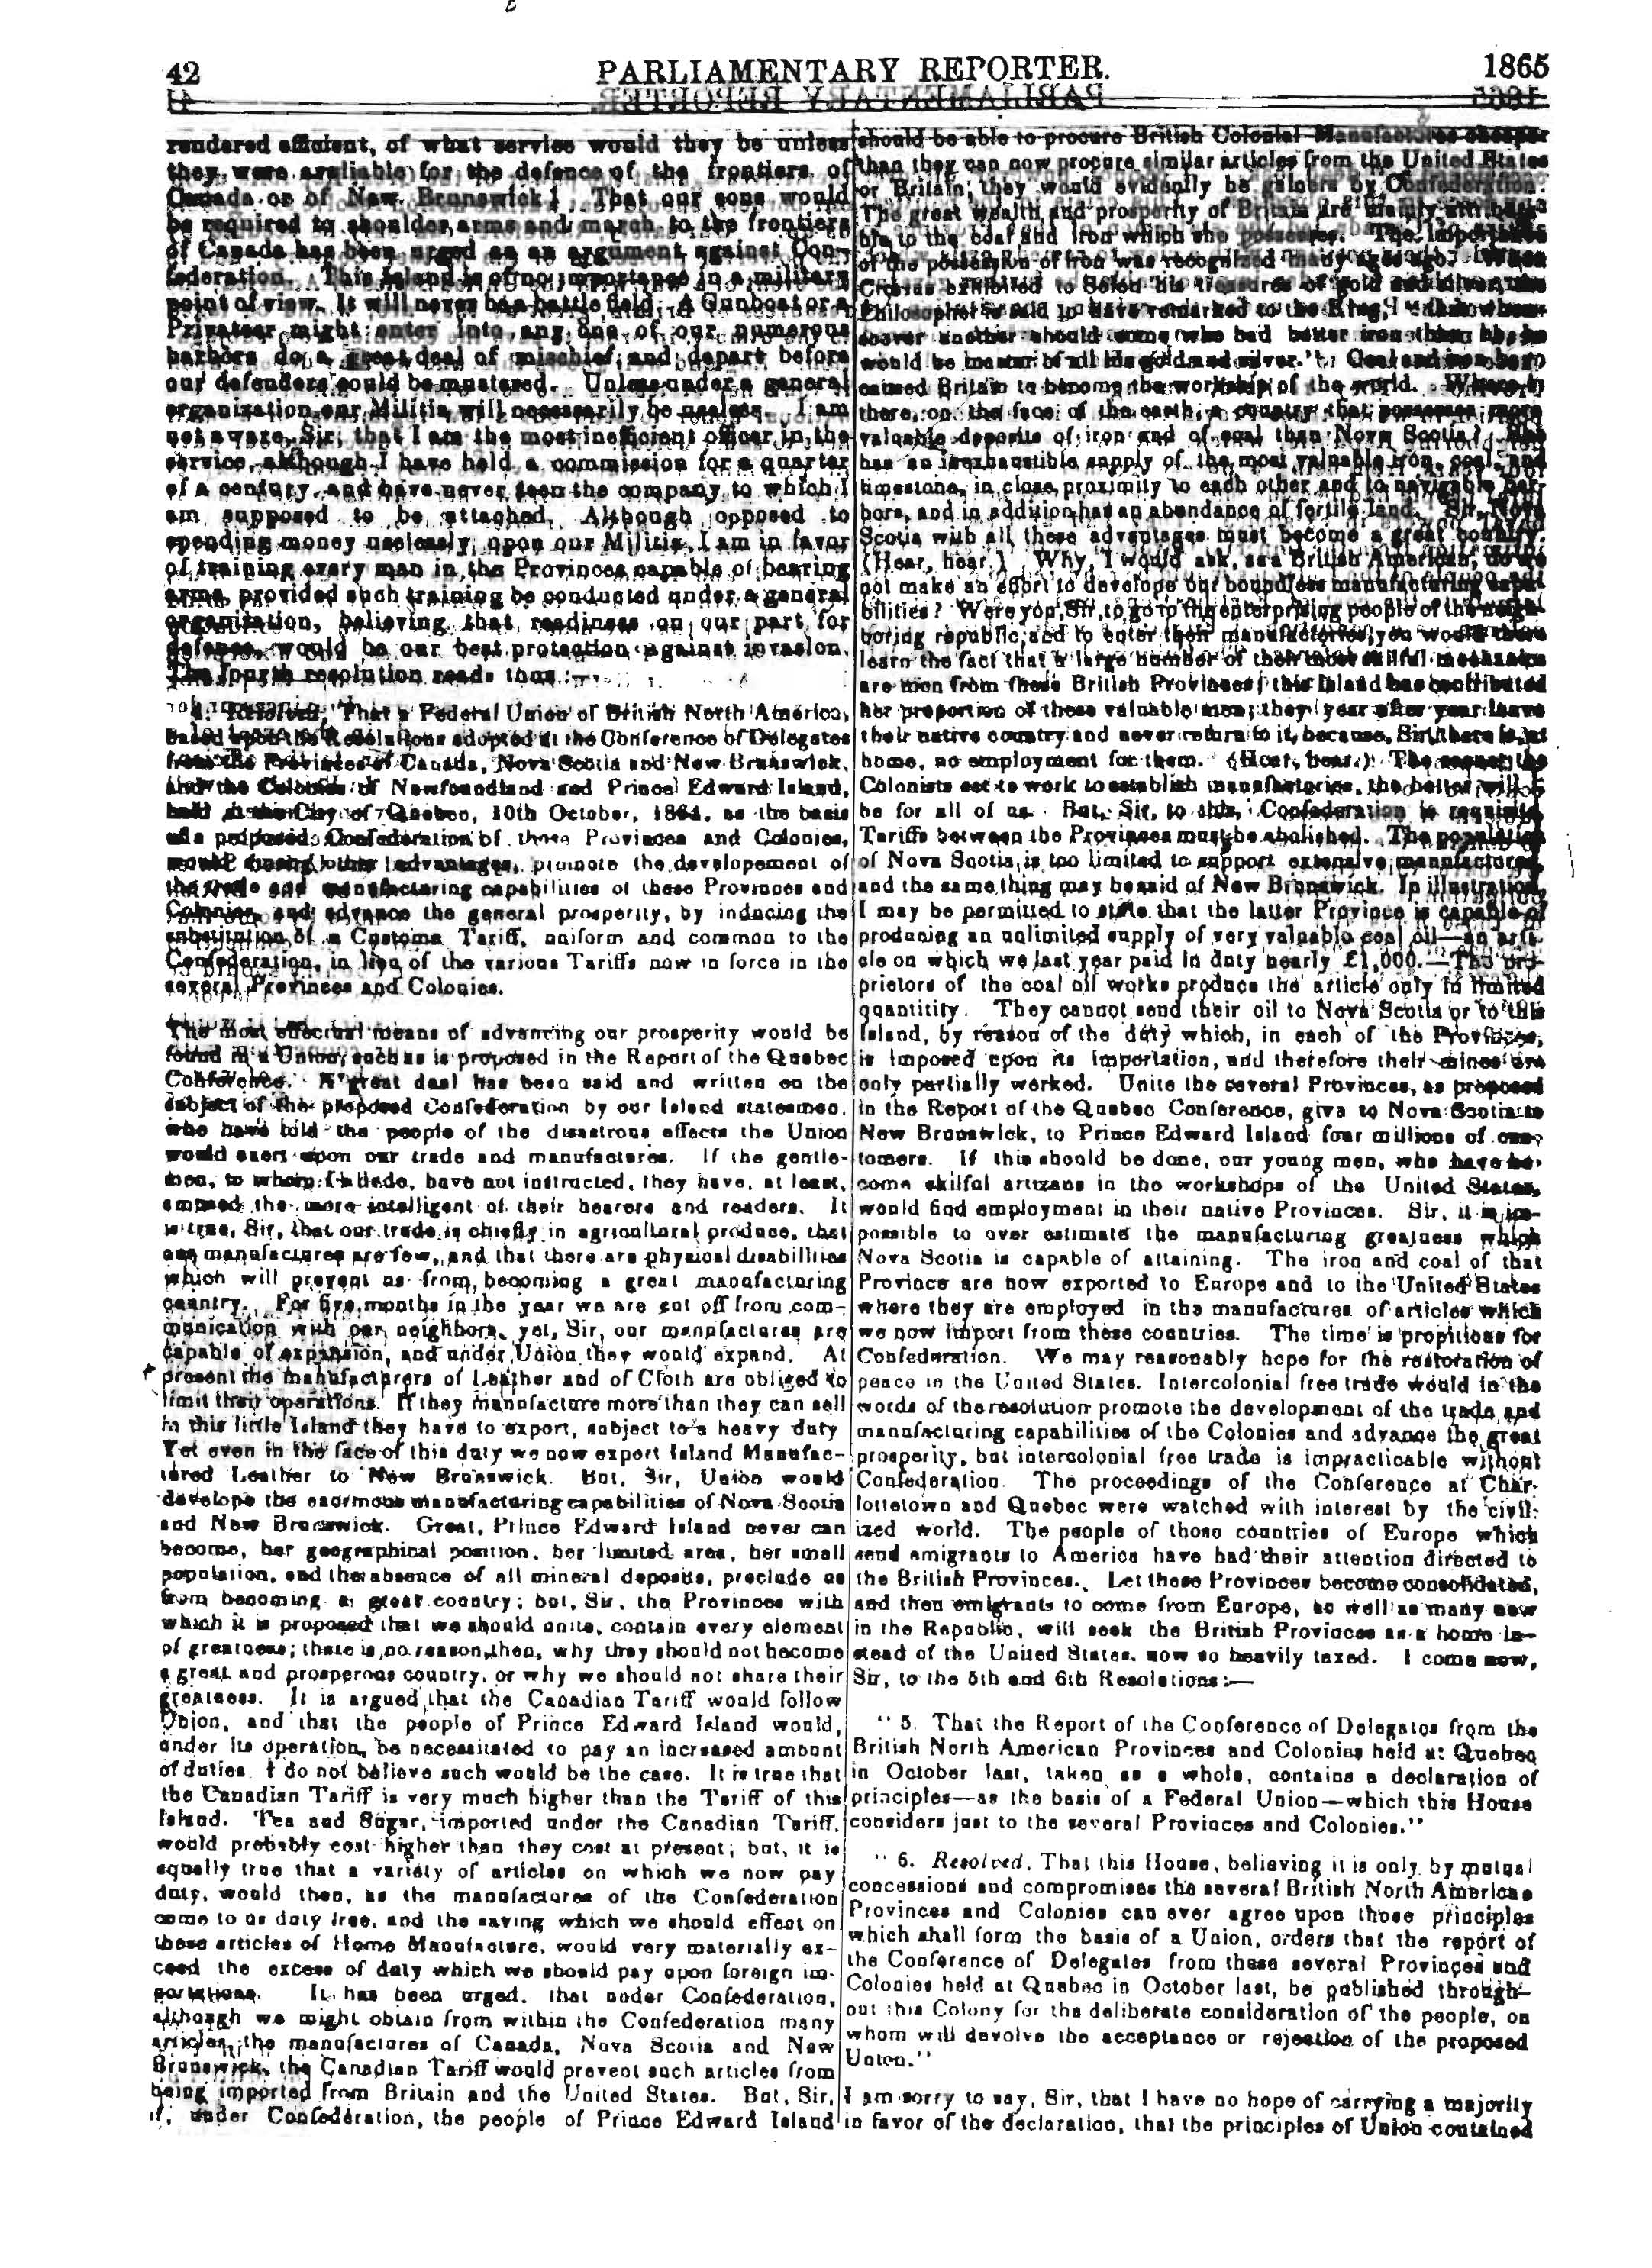 42 PARLIAMENTARY REPORTER. 1865
rendered efficient, of what service would they be unless
they were available for the defence of the frontiers of
Canada or of New Brunswick! That our sons would
be required to shoulder arms and march to the frontiers
of Canada has been urged as an argument against Con-
federation. This Island is of no importance in a military
point of view. It will never be a battle field. A Gunboat or a
Privateer might enter into any one of our numerous
harbors do a great deal of mischief and depart before
our defenders could be mustered. Unless under a general
organization our Militia will necessarily be useless. I am
not aware, Sir, that I am the most inefficient officer in the
service, although I have held a commission for a quarter
of a century, and have never seen the company to which I
am supposed to be attached. Although opposed to
spending money uselessly upon our Militia, I am in favor
of training every man in the Provinces capable of bearing
arms, provided such training be conducted under a general
organization, believing that readiness on our part for
defence, would be our best protection against invasion.
The fourth resolution reads thus:—
4. Resolved, That a Federal Union of British North America,
based upon the Resolutions adopted at the Conference of Delegates
from the Provinces of Canada, Nova Scotia and New Brunswick,
and the Colonies of Newfoundland and Prince Edward Island,
held in the City of Quebec, 10th October, 1864, as the basis
of a proposed Confederation of those Provinces and Colonies,
would among other advantages, promote the developement of
the trade and manufacturing capabilities of these Provinces and
Colonies, and advance the general prosperity, by inducing the
substitution of a Customs Tariff, uniform and common to the
Confederation, in lieu of the various Tariffs now in force in the
several Provinces and Colonies.
The most effectual means of advancing our prosperity would be
found in a Union, such as is proposed in the Report of the Quebec
Conference. A great deal has been said and written on the
subject of the proposed Confederation by our Island statesmen,
who have told the people of the disastrous effects the Union
would exert upon our trade and manufactures. If the gentle-
men, to whom I allude, have not instructed, they have, at least,
amused the more intelligent of their hearers and readers. It
is true, Sir, that our trade is chiefly in agricultural produce, that
our manufactures are few, and that there are physical disabilities
which will prevent us from becoming a great manufacturing
country. For five months in the year we are cut off from com-
munication with our neighbors, yet, Sir, our manufactures are
capable of expansion, and under Union they would expand. At
present the manufacturers of Leather and of Cloth are obliged to
limit their operations. If they manufacture more than they can sell
in this little Island they have to export, subject to a heavy duty
Yet even in the face of this duty we now export Island Manufac-
tured Leather to New Brunswick. But, Sir, Union would
develope the enormous manufacturing capabilities of Nova Scotia
and New Brunswick. Great, Prince Edward Island never can
become, her geographical position, her limited area, her small
population, and the absence of all mineral deposits, preclude us
from becoming a great country; but, Sir, the Provinces with
which it is proposed that we should unite, contain every element
of greatness; there is no reason, then, why they should not become
a great and prosperous country, or why we should not share their
greatness. It is argued that the Canadian Tariff would follow
Union, and that the people of Prince Edward Island would,
under its operation, be necessitated to pay an increased amount
of duties I do not believe such would be the case. It is true that
the Canadian Tariff is very much higher than the Tariff of this
Island. Tea and Sugar, imported under the Canadian Tariff,
would probably cost higher than they cost at present; but, it is
equally true that a variety of articles on which we now pay
duty, would then, as the manufactures of the Confederation
come to us duty free, and the saving which we should effect on
these articles of Home Manufacture, would very materially ex-
ceed the excess of duty which we should pay upon foreign im-
portations. It has been urged, that under Confederation,
although we might obtain from within the Confederation many
articles, the manufactures of Canada, Nova Scotia and New
Brunswick, the Canadian Tariff would prevent such articles from
being imported from Britain and the United States. But, Sir,
if, under Confederation, the people of Prince Edward Island
should be able to procure British Colonial Manufactures cheaper
than they can now procure similar articles from the United States
or Britain, they would evidently be gainers by Confederation.
The great wealth and prosperity of Britain are mainly attributa-
ble to the coal and iron which she possesses. The importance
of the possession of iron was recognized many ages ago. When
Crœsus exhibited to Solon his treasures of gold and silver, the
Philosopher is said to have remarked to the King,
soever another should come who had better iron than he, he
would be master of all his gold and silver." Coal and iron have
caused Britain to become the workshop of the world. Where is
there, on the face of the earth, a country that possesses more
valuable deposits of iron and of coal than Nova Scotia? She
has an inexhaustible supply of the most valuable iron, coal, and
limestone, in close proximity to each other and to navigable har-
bors, and in addition has an abundance of fertile land. Sir, Nova
Scotia with all these advantages must become a great country.
(Hear, hear.) Why, I would ask, as a British American, do we
not make an effort to develope our boundless manufacturing capa-
bilities? Were you, Sir, to go to the enterprising people of the neigh-
boring republic, and to enter their manufactories, you would there
learn the fact that a large number of their most skilful mechanics
are men from these British Provinces; this Island has contributed
her proportion of these valuable men; they year after year leave
their native country and never return to it, because, Sir, there is, at
home, no employment for them. (Hear, hear.) The sooner the
Colonists set to work to establish manufactories, the better will it
be for all of us. But, Sir, to this, Confederation is requisite,
Tariffs between the Provinces must be abolished. The population
of Nova Scotia is too limited to support extensive manufactures,
and the same thing may be said of New Brunswick. In illustration,
I may be permitted to state that the latter Province is capable of
producing an unlimited supply of very valuable coal oil—an arti-
cle on which we last year paid in duty nearly £1,000.—The pro-
prietors of the coal oil works produce the article only in limited
quantitity. They cannot send their oil to Nova Scotia or to this
Island, by reason of the duty which, in each of the Provinces,
is imposed upon its importation, and therefore their mines are
only partially worked. Unite the several Provinces, as proposed
in the Report of the Quebec Conference, give to Nova Scotia to
New Brunswick, to Prince Edward Island four millions of cus-
tomers. If this should be done, our young men, who have be-
come skilful artizans in the workshops of the United States,
would find employment in their native Provinces. Sir, it is im-
possible to over estimate the manufacturing greatness which
Nova Scotia is capable of attaining. The iron and coal of that
Province are now exported to Europe and to the United States
where they are employed in the manufactures of articles which
we now import from these countries. The time is propitious for
Confederation. We may reasonably hope for the restoration of
peace in the United States. Intercolonial free trade would in the
words of the resolution promote the development of the trade and
manufacturing capabilities of the Colonies and advance the great
prosperity, but intercolonial free trade is impracticable without
Confederation. The proceedings of the Conference at Char-
lottetown and Quebec were watched with interest by the civil-
ized world. The people of those countries of Europe which
send emigrants to America have had their attention directed to
the British Provinces. Let these Provinces become consolidated,
and then emigrants to come from Europe, as well as many now
in the Republic, will seek the British Provinces as a home in-
stead of the United States, now so heavily taxed. I come now,
Sir, to the 5th and 6th Resolutions:—
"5. That the Report of the Conference of Delegates from the
British North American Provinces and Colonies held at Quebec
in October last, taken as a whole, contains a declaration of
principles—as the basis of a Federal Union—which this House
considers just to the several Provinces and Colonies."
"6. Resolved, That this House, believing it is only by mutual
concessions and compromises the several British North American
Provinces and Colonies can ever agree upon those principles
which shall form the basis of a Union, orders that the report of
the Conference of Delegates from these several Provinces and
Colonies held at Quebec in October last, be published through-
out this Colony for the deliberate consideration of the people, on
whom will devolve the acceptance or rejection of the proposed
Union."
I am sorry to say, Sir, that I have no hope of carrying a majority
in favor of the declaration, that the principles of Union contained